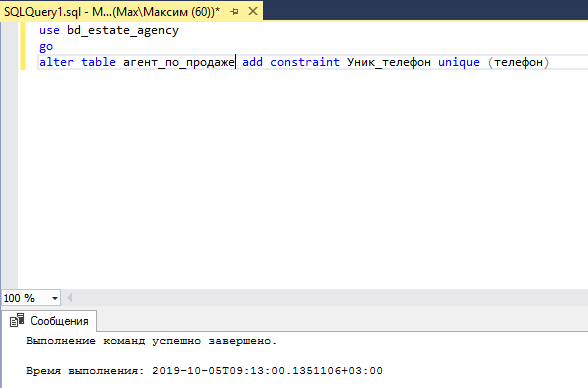 SQLQuery1.sql - M...(Max\Максим (60))*
use bd_estate_agency
go
alter table агент_по_продаже add constraint Уник_телефон unique (телефон)
100 %
Сообщения
Выполнение команд успешно завершено.
Время выполнения: 2019-10-05T09:13:00.1351106+03:00